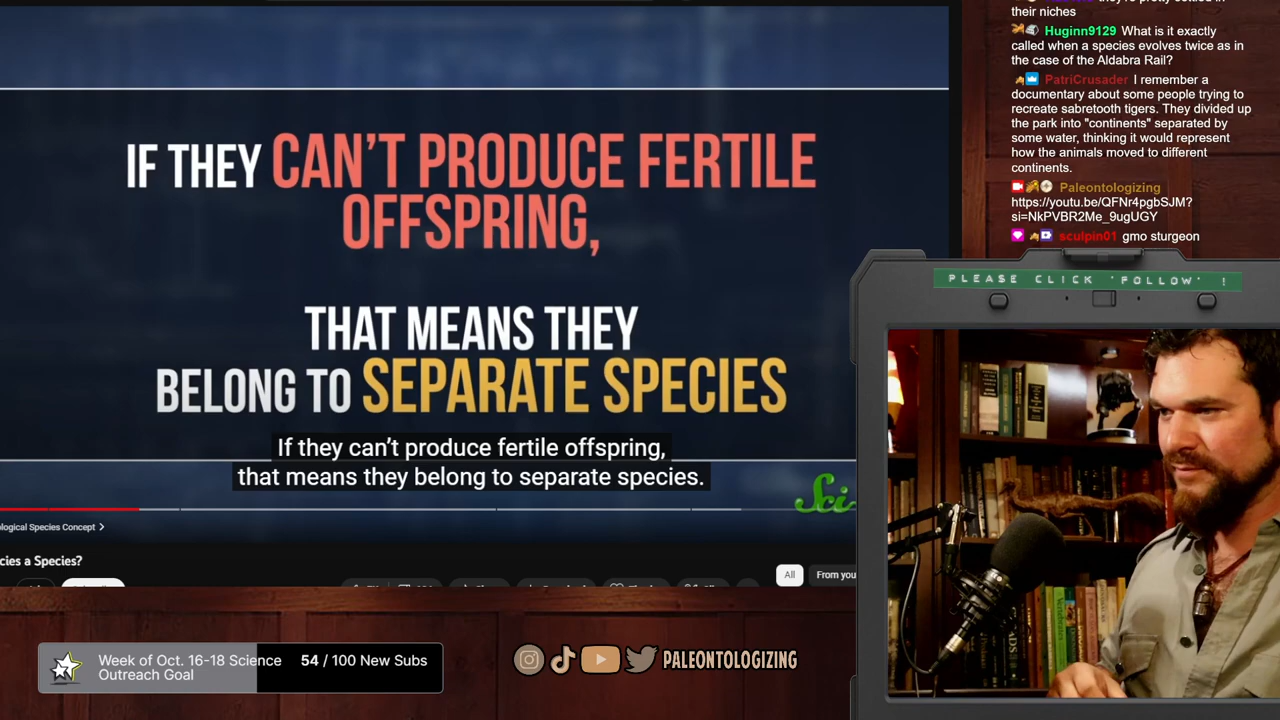 IF THEY CAN'T PRODUCE FERTILE
OFFSPRING,
THAT MEANS THEY
BELONG TO SEPARATE SPECIES
If they can't produce fertile offspring,
that means they belong to separate species.
Sci
ological Species Concept
cies a Species?
All
From you
their niches
Huginn9129 What is it exactly
called when a species evolves twice as in
the case of the Aldabra Rail?
PatriCrusader I remember a
documentary about some people trying to
recreate sabretooth tigers. They divided up
the park into "continents" separated by
some water, thinking it would represent
how the animals moved to different
continents.
Paleontologizing
https://youtu.be/QFNr4pgbSJM?
si=NkPVBR2Me_9ugUGY
sculpin01 gmo sturgeon
PLEASE CLICK 'FOLLOW' !
Week of Oct. 16-18 Science
Outreach Goal
54 / 100 New Subs
PALEONTOLOGIZING